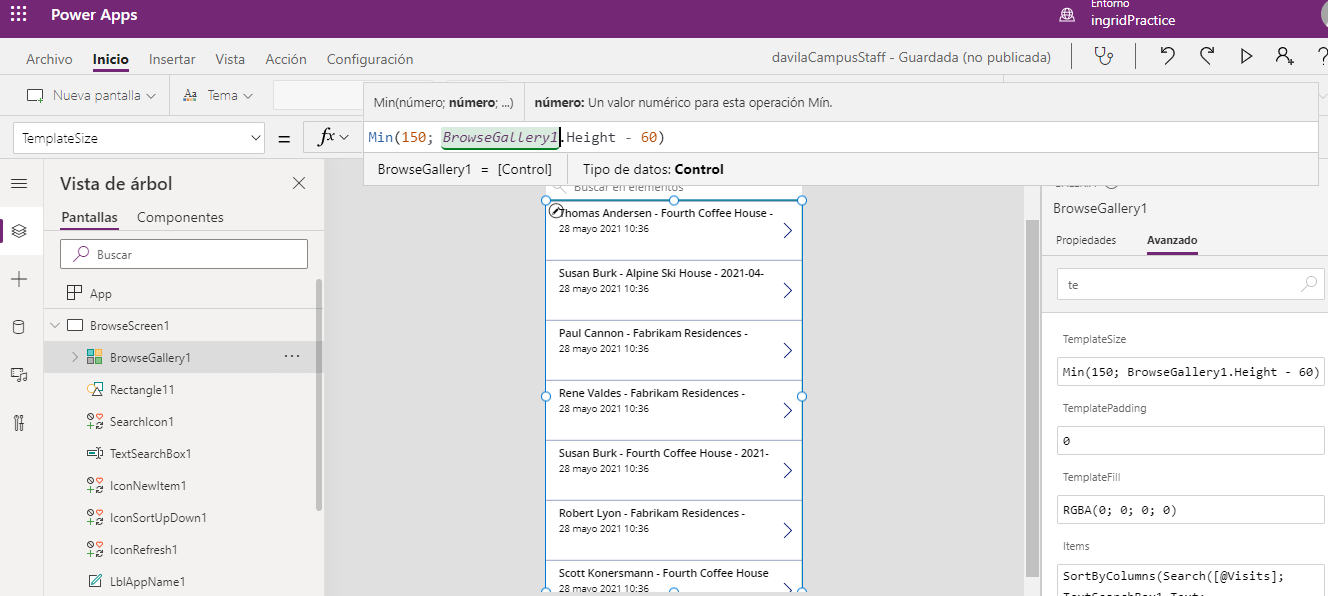 Power Apps
Entorno
ingridPractice
Archivo Inicio Insertar Vista Acción Configuración
davilaCampusStaff - Guardada (no publicada)
?
Nueva pantalla
Tema
Min(número; número; ...)
número: Un valor numérico para esta operación Mín.
TemplateSize
=
fx
Min(150; BrowseGallery1.Height - 60)
BrowseGallery1 = [Control]
Tipo de datos: Control
Vista de árbol
Pantallas Componentes
Buscar
App
BrowseScreen1
BrowseGallery1 ...
Rectangle11
SearchIcon1
TextSearchBox1
IconNewItem1
IconSortUpDown1
IconRefresh1
LblAppName1
Buscar en elementos
Thomas Andersen - Fourth Coffee House -
28 mayo 2021 10:36
Susan Burk - Alpine Ski House - 2021-04-
28 mayo 2021 10:36
Paul Cannon - Fabrikam Residences -
28 mayo 2021 10:36
Rene Valdes - Fabrikam Residences -
28 mayo 2021 10:36
Susan Burk - Fourth Coffee House - 2021-
28 mayo 2021 10:36
Robert Lyon - Fabrikam Residences -
28 mayo 2021 10:36
Scott Konersmann - Fourth Coffee House
28 mayo 2021 10:36
BrowseGallery1
Propiedades Avanzado
te
TemplateSize
Min(150; BrowseGallery1.Height - 60)
TemplatePadding
0
TemplateFill
RGBA(0; 0; 0; 0)
Items
SortByColumns(Search([@Visits];
TextSearchBox1.Text;